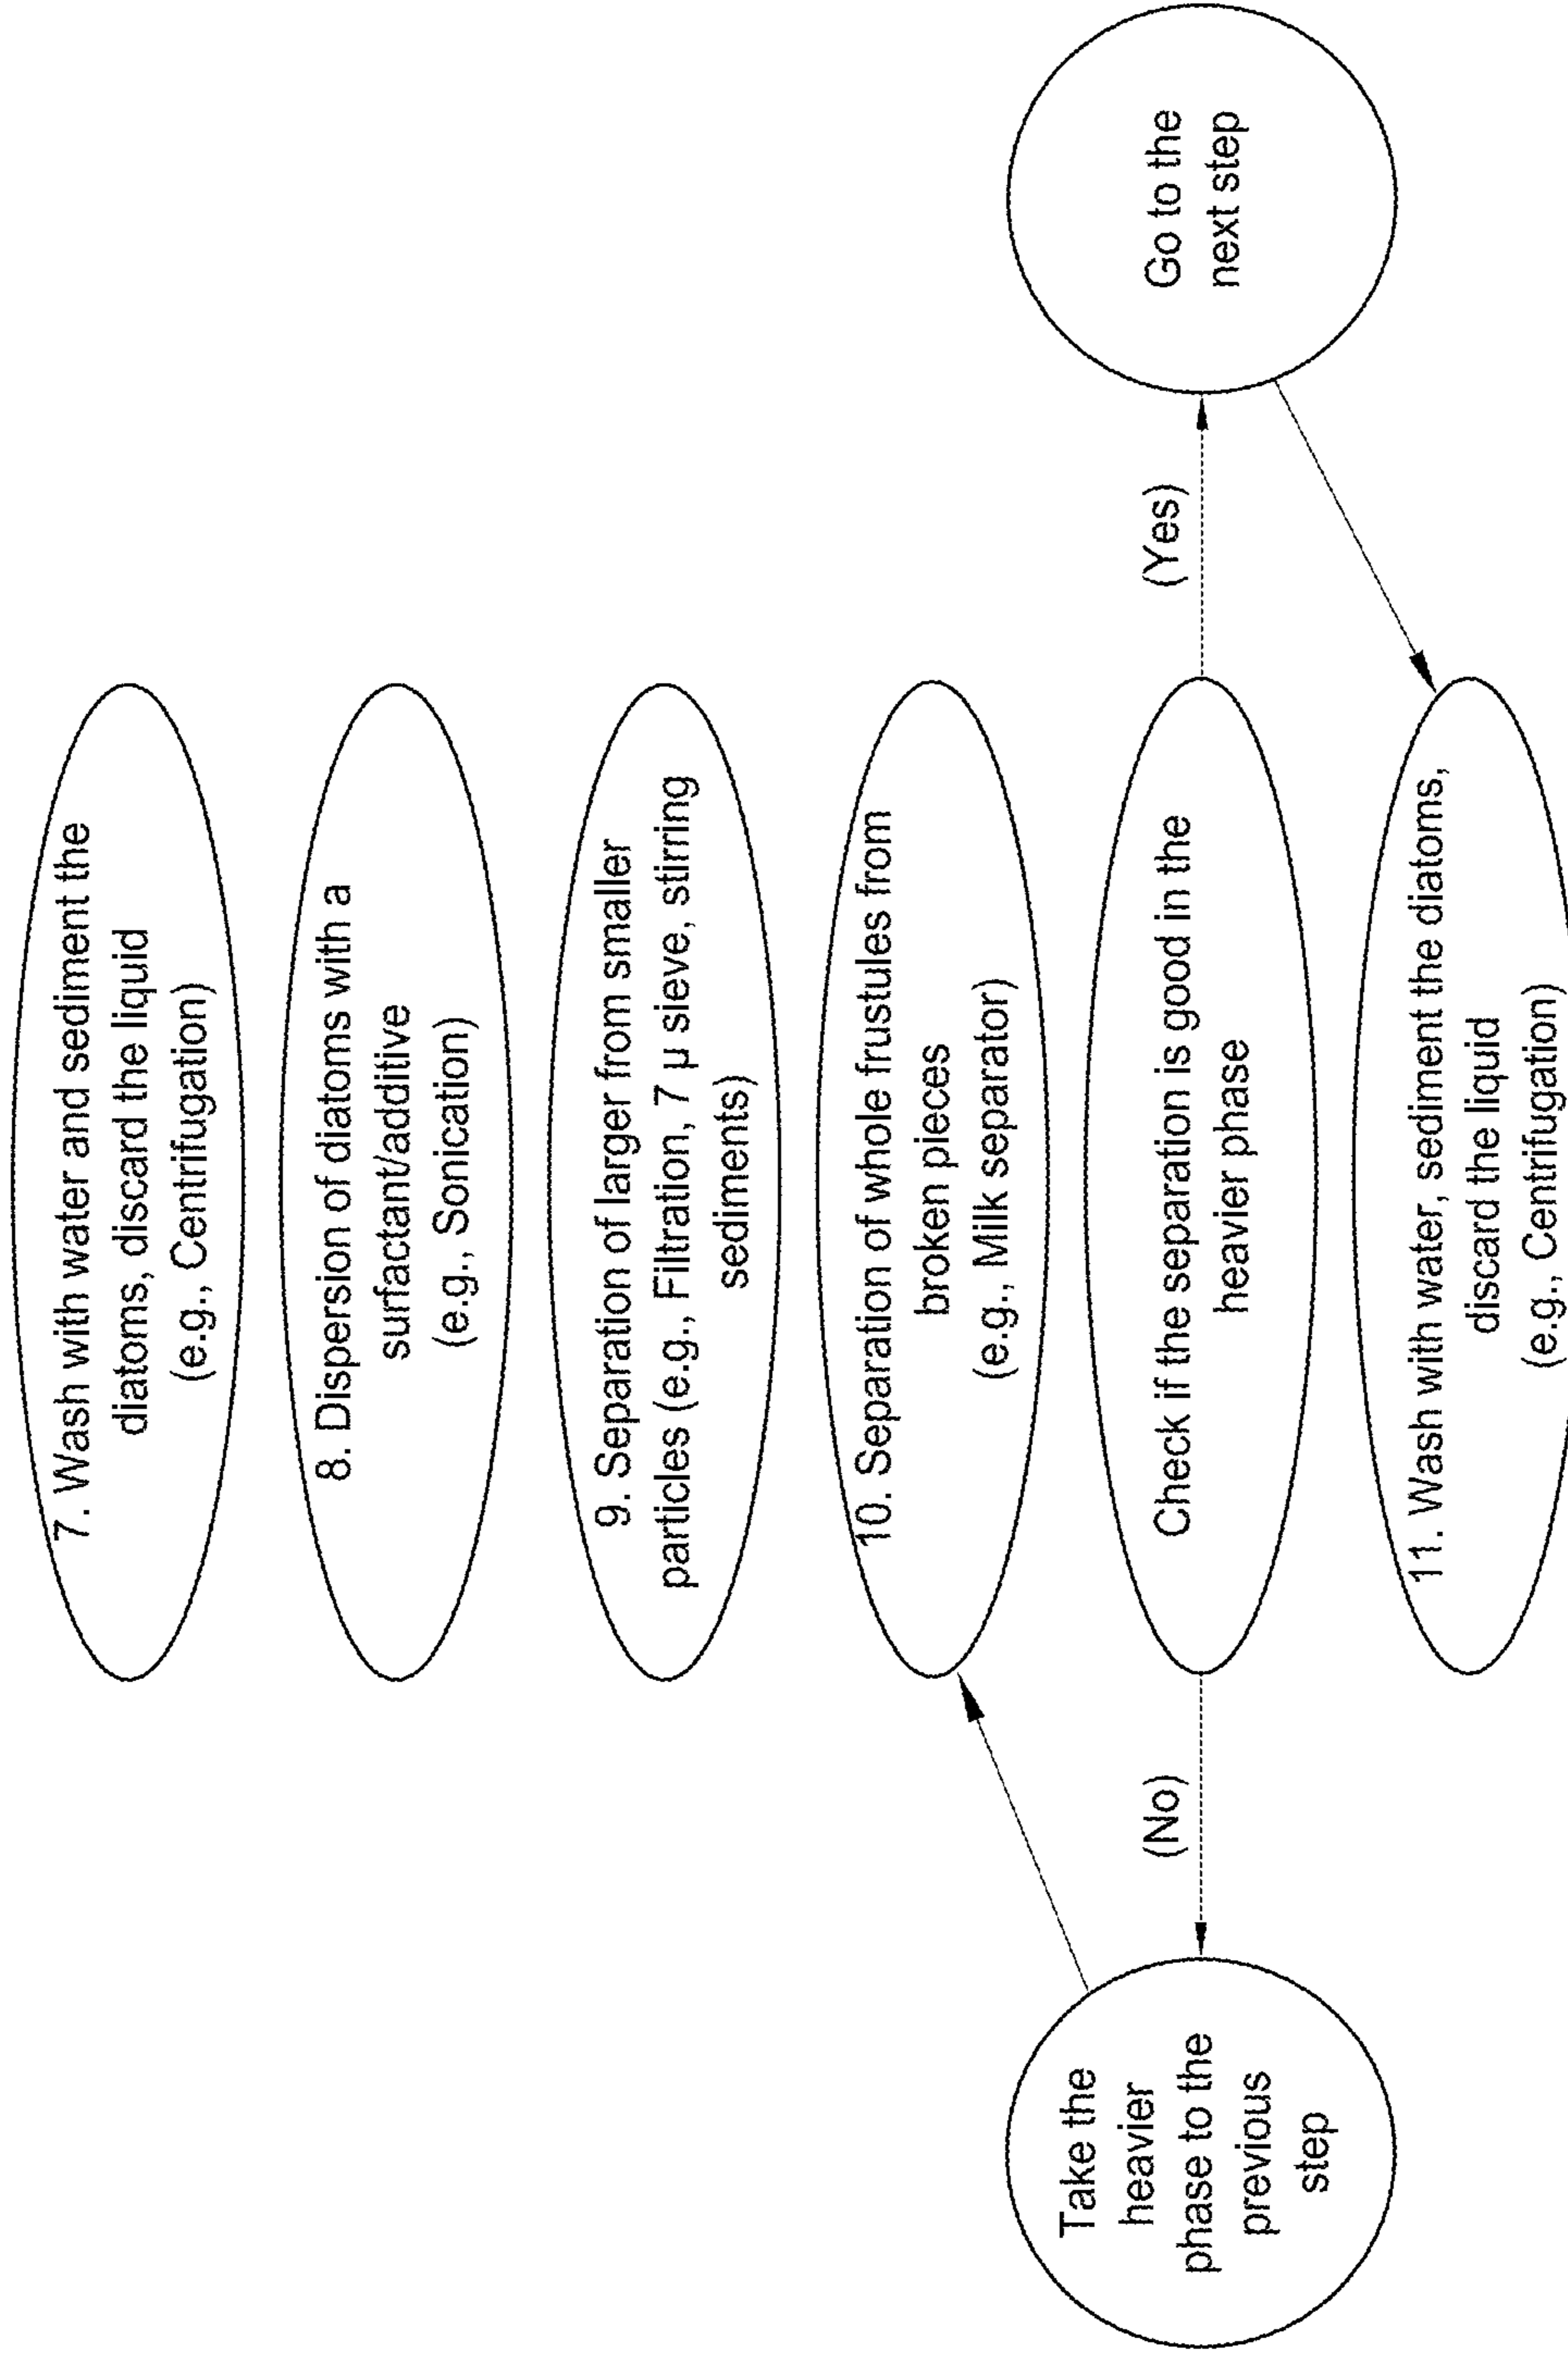 7. Wash with water and sediment the
diatoms, discard the liquid
(e.g., Centrifugation)
8. Dispersion of diatoms with a
surfactant/additive
(e.g., Sonication)
9. Separation of larger from smaller
particles (e.g., Filtration, 7 µ sieve, stirring
sediments)
10. Separation of whole frustules from
broken pieces
(e.g., Milk separator)
Take the
heavier
phase to the
previous
step
(No)
Check if the separation is good in the
heavier phase
(Yes)
Go to the
next step
11. Wash with water, sediment the diatoms,
discard the liquid
(e.g., Centrifugation)